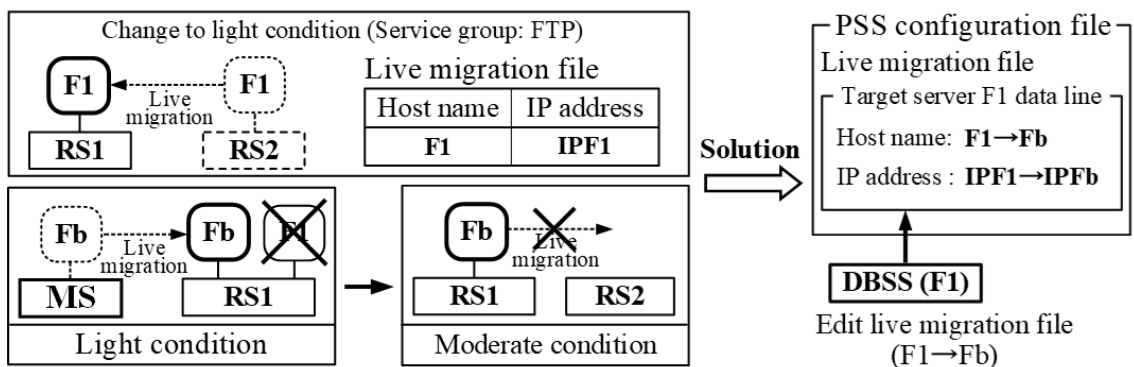 Change to light condition (Service group: FTP)
F1
F1
Live
migration
RS1
RS2
Live migration file
Host name
IP address
F1
IPF1
Fb
Live
migration
Fb
F1
MS
RS1
Light condition
Fb
Live
migration
RS1
RS2
Moderate condition
Solution
PSS configuration file
Live migration file
Target server F1 data line
Host name: F1→Fb
IP address : IPF1→IPFb
DBSS (F1)
Edit live migration file
(F1→Fb)